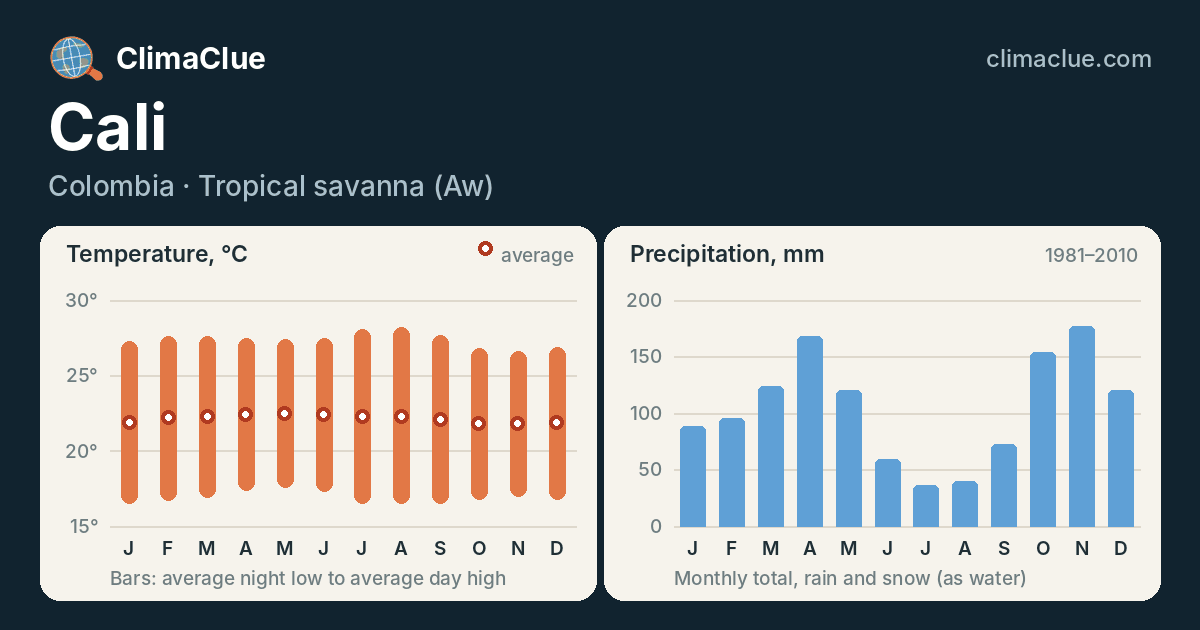 ClimaClue
climaclue.com
Cali
Colombia · Tropical savanna (Aw)
Temperature, °C
average
30°
25°
20°
15°
J F M A M J J A S O N D
Bars: average night low to average day high
Precipitation, mm
1981–2010
200
150
100
50
0
J F M A M J J A S O N D
Monthly total, rain and snow (as water)